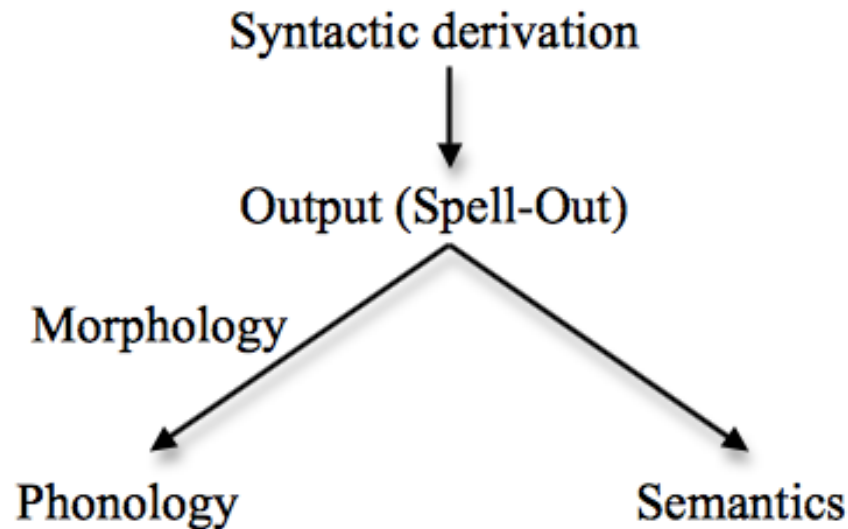 Syntactic derivation
Output (Spell-Out)
Morphology
Phonology
Semantics